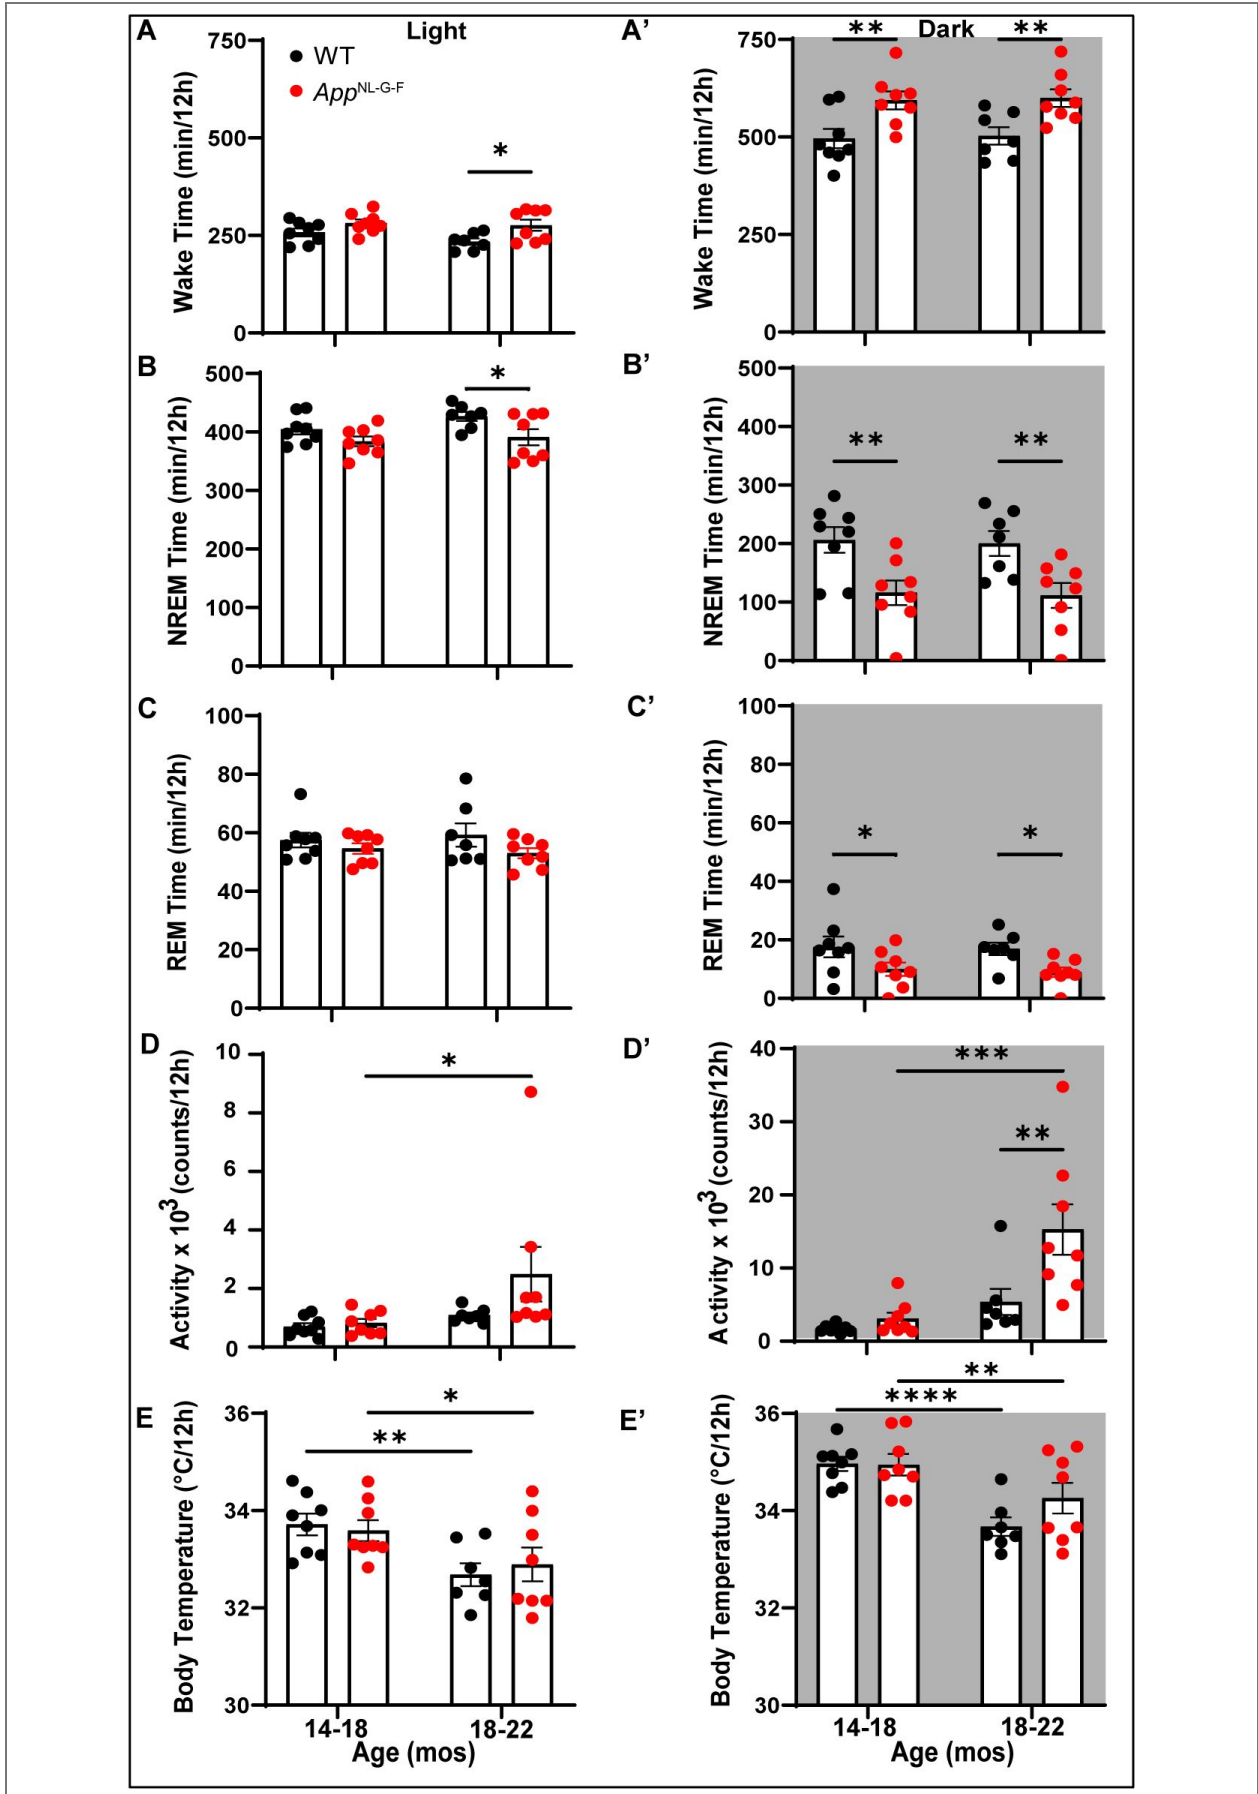 A Light A' Dark
WT
App^NL-G-F
Wake Time (min/12h)
750
500
250
0
*
Wake Time (min/12h)
750
500
250
0
** **
B
NREM Time (min/12h)
500
400
300
200
100
0
*
B'
NREM Time (min/12h)
500
400
300
200
100
0
** **
C
REM Time (min/12h)
100
80
60
40
20
0
C'
REM Time (min/12h)
100
80
60
40
20
0
* *
D
Activity x 10^3 (counts/12h)
10
8
6
4
2
0
*
D'
Activity x 10^3 (counts/12h)
40
30
20
10
0
***
**
E
Body Temperature (°C/12h)
36
34
32
30
*
**
14-18 18-22
Age (mos)
E'
Body Temperature (°C/12h)
36
34
32
30
**
****
14-18 18-22
Age (mos)